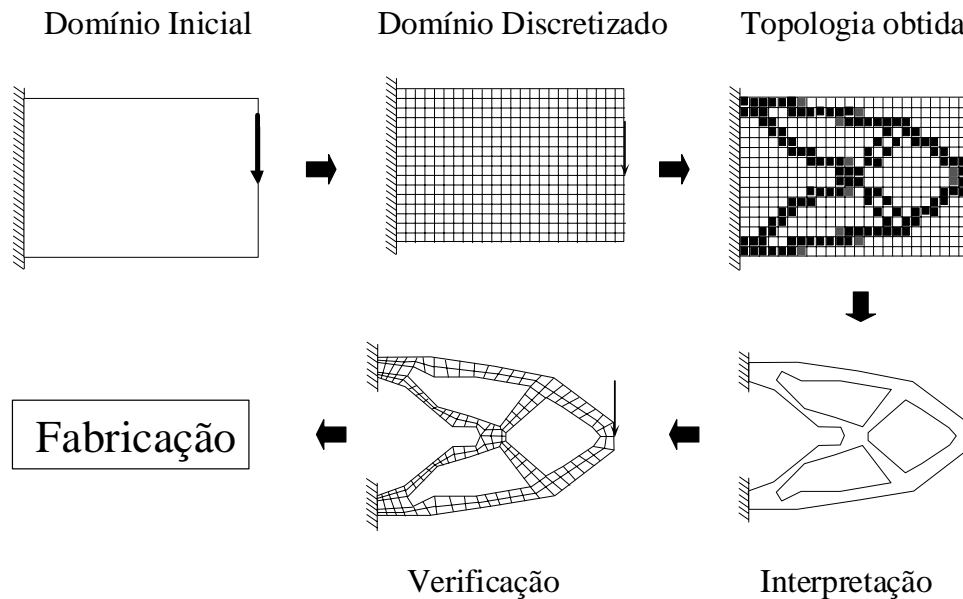 Domínio Inicial
Domínio Discretizado
Topologia obtida
Fabricação
Verificação
Interpretação